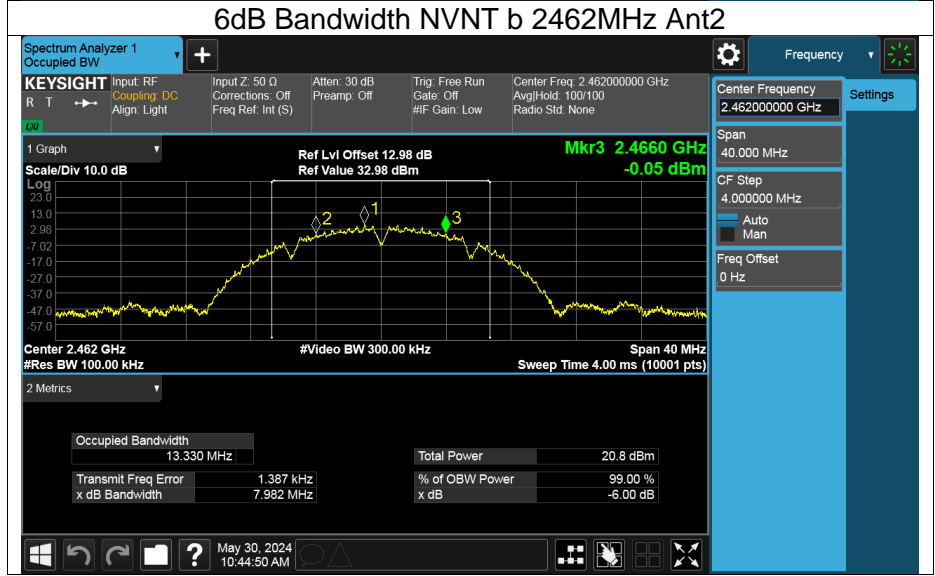 6dB Bandwidth NVNT b 2462MHz Ant2
Spectrum Analyzer 1
Occupied BW
+
Frequency
KEYSIGHT
R T
LXI
Input: RF
Coupling: DC
Align: Light
Input Z: 50 Ω
Corrections: Off
Freq Ref: Int (S)
Atten: 30 dB
Preamp: Off
Trig: Free Run
Gate: Off
#IF Gain: Low
Center Freq: 2.462000000 GHz
Avg|Hold: 100/100
Radio Std: None
Center Frequency
2.462000000 GHz
Settings
Span
40.000 MHz
CF Step
4.000000 MHz
Auto
Man
Freq Offset
0 Hz
1 Graph
Scale/Div 10.0 dB
Ref Lvl Offset 12.98 dB
Ref Value 32.98 dBm
Mkr3 2.4660 GHz
-0.05 dBm
Log
23.0
13.0
2.98
-7.02
-17.0
-27.0
-37.0
-47.0
-57.0
2
1
3
Center 2.462 GHz
#Res BW 100.00 kHz
#Video BW 300.00 kHz
Span 40 MHz
Sweep Time 4.00 ms (10001 pts)
2 Metrics
Occupied Bandwidth
13.330 MHz
Total Power 20.8 dBm
Transmit Freq Error 1.387 kHz
% of OBW Power 99.00 %
x dB Bandwidth 7.982 MHz
x dB -6.00 dB
?
May 30, 2024
10:44:50 AM